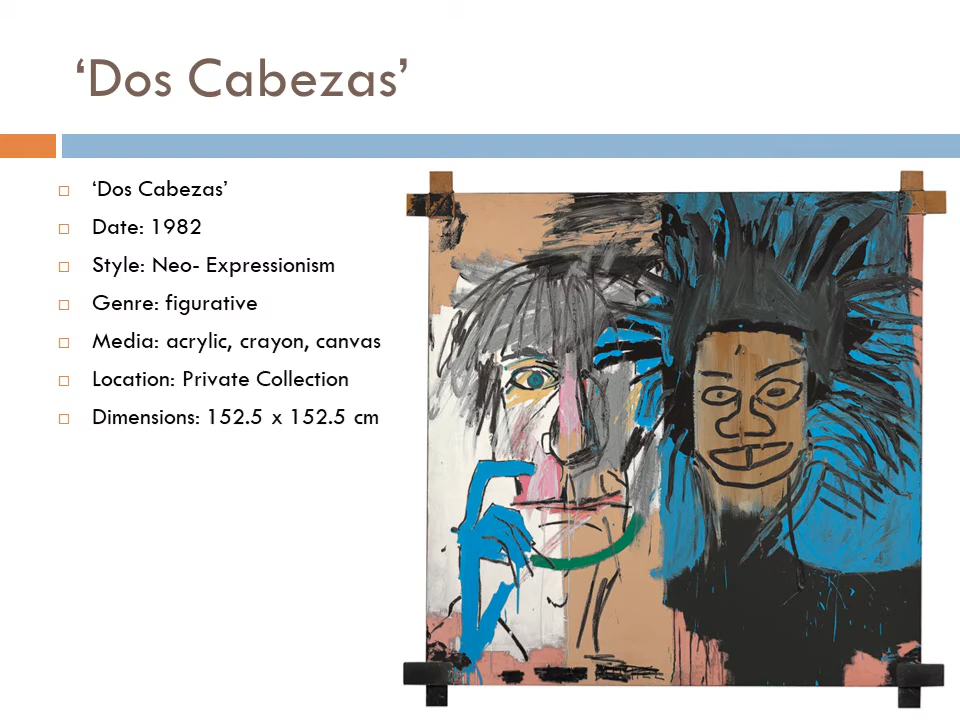 ‘Dos Cabezas’
‘Dos Cabezas’
Date: 1982
Style: Neo- Expressionism
Genre: figurative
Media: acrylic, crayon, canvas
Location: Private Collection
Dimensions: 152.5 x 152.5 cm